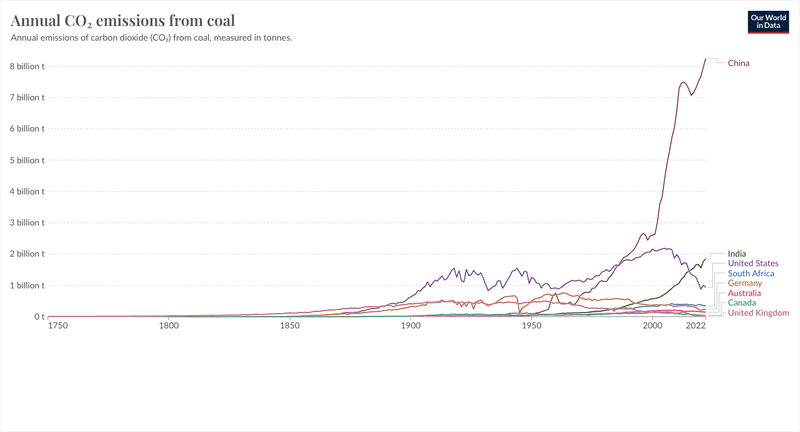 Annual CO₂ emissions from coal
Annual emissions of carbon dioxide (CO₂) from coal, measured in tonnes.
Our World
in Data
8 billion t
7 billion t
6 billion t
5 billion t
4 billion t
3 billion t
2 billion t
1 billion t
0 t
1750
1800
1850
1900
1950
2000
2022
China
India
United States
South Africa
Germany
Australia
Canada
United Kingdom